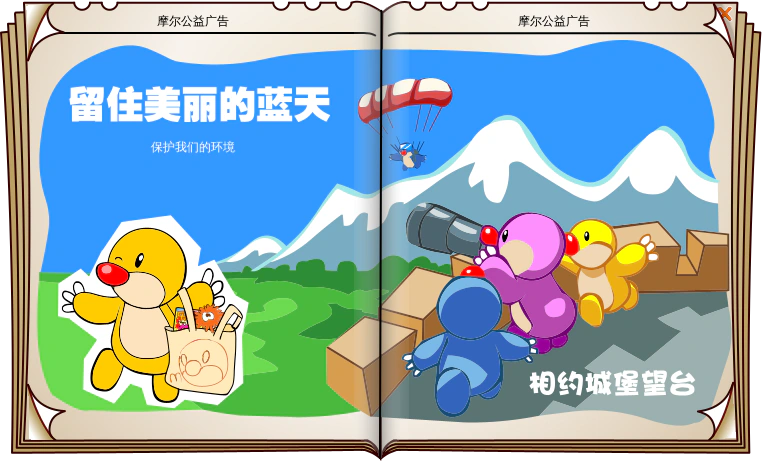 摩尔公益广告
留住美丽的蓝天
保护我们的环境
摩尔公益广告
相约城堡望台